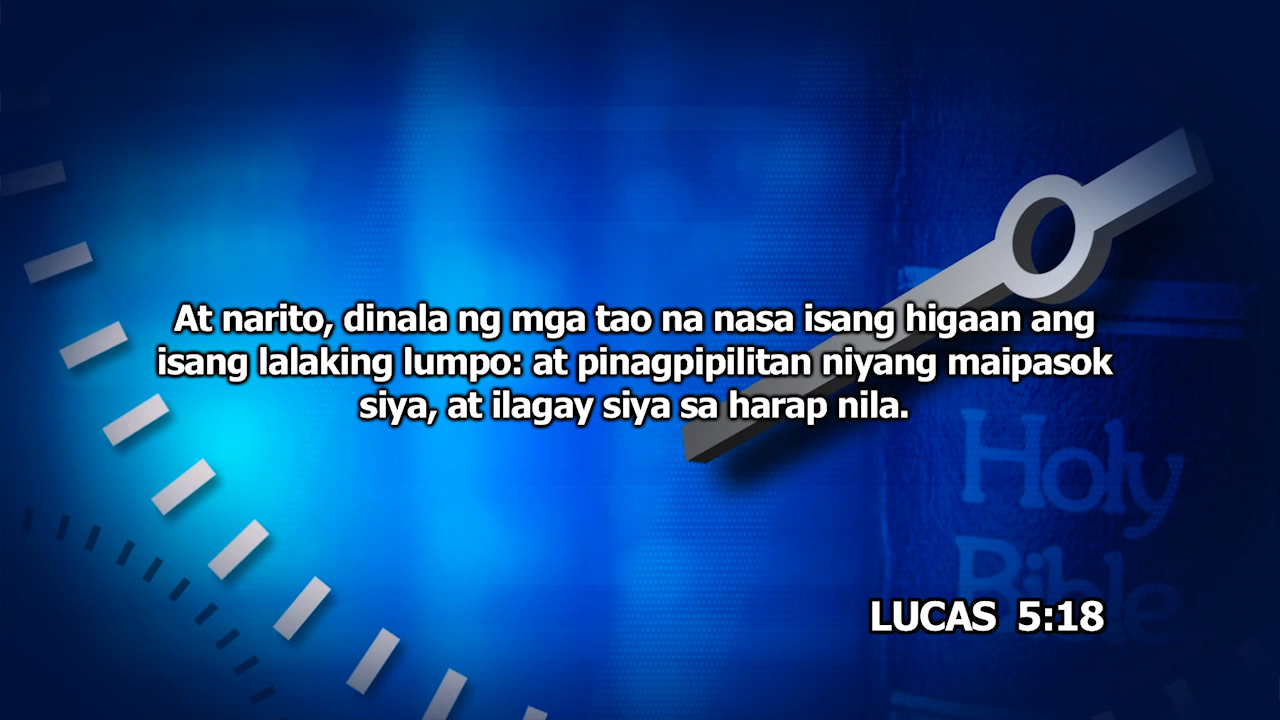 At narito, dinala ng mga tao na nasa isang higaan ang
isang lalaking lumpo: at pinagpipilitan niyang maipasok
siya, at ilagay siya sa harap nila.
Holy
Bible
LUCAS 5:18